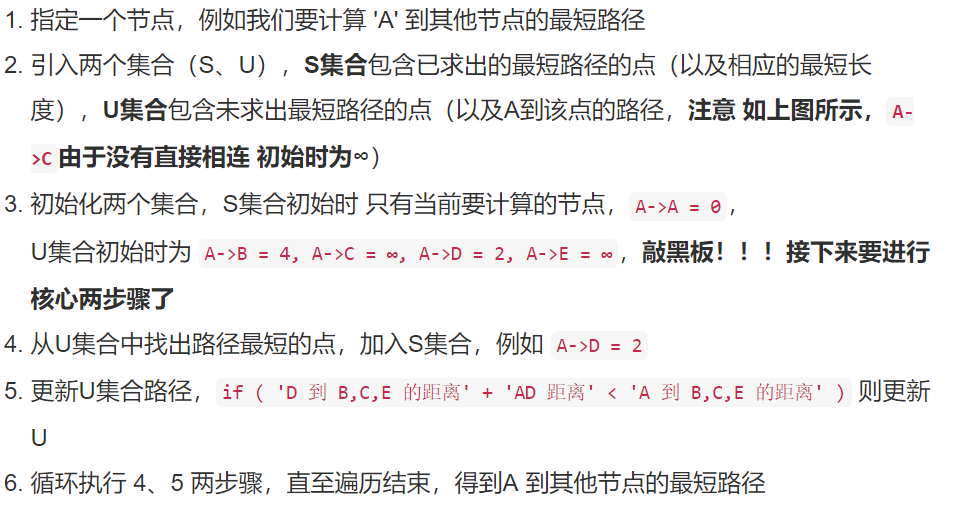 1. 指定一个节点，例如我们要计算 'A' 到其他节点的最短路径
2. 引入两个集合（S、U），S集合包含已求出的最短路径的点（以及相应的最短长
度），U集合包含未求出最短路径的点（以及A到该点的路径，注意 如上图所示，A-
>C 由于没有直接相连 初始时为∞）
3. 初始化两个集合，S集合初始时 只有当前要计算的节点，A->A = 0，
U集合初始时为 A->B = 4, A->C = ∞, A->D = 2, A->E = ∞，敲黑板！！！接下来要进行
核心两步骤了
4. 从U集合中找出路径最短的点，加入S集合，例如 A->D = 2
5. 更新U集合路径，if ( 'D 到 B,C,E 的距离' + 'AD 距离' < 'A 到 B,C,E 的距离' ) 则更新
U
6. 循环执行 4、5 两步骤，直至遍历结束，得到A 到其他节点的最短路径